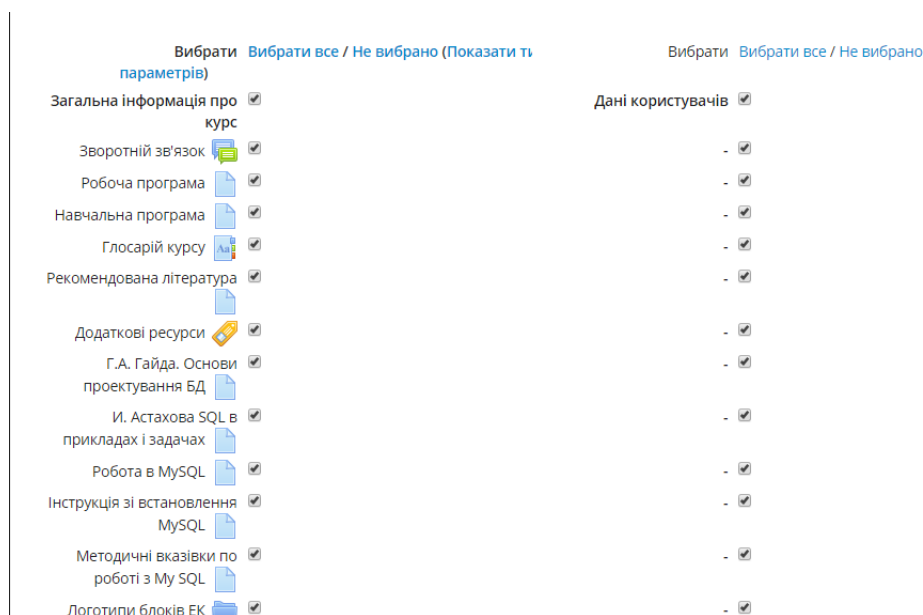 Вибрати Вибрати все / Не вибрано (Показати Вибрати Вибрати все / Не вибрано
параметрів)
Загальна інформація про Дані користувачів
курс
Зворотній зв'язок -
Робоча програма -
Навчальна програма -
Глосарій курсу Aa -
Рекомендована література -
Додаткові ресурси -
Г.А. Гайда. Основи -
проектування БД
И. Астахова SQL в -
прикладах і задачах
Робота в MySQL -
Інструкція зі встановлення -
MySQL
Методичні вказівки по -
роботі з My SQL
Логотипи блоків ЕК -